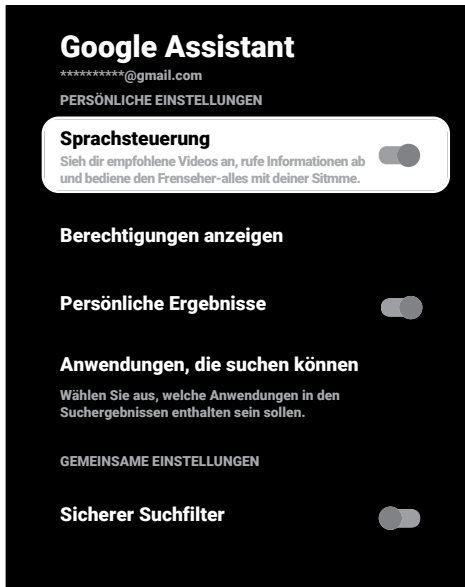 Google Assistant
**********@gmail.com
PERSÖNLICHE EINSTELLUNGEN
Sprachsteuerung
Sieh dir empfohlene Videos an, rufe Informationen ab
und bediene den Frenseher-alles mit deiner Sitmme.
Berechtigungen anzeigen
Persönliche Ergebnisse
Anwendungen, die suchen können
Wählen Sie aus, welche Anwendungen in den
Suchergebnissen enthalten sein sollen.
GEMEINSAME EINSTELLUNGEN
Sicherer Suchfilter